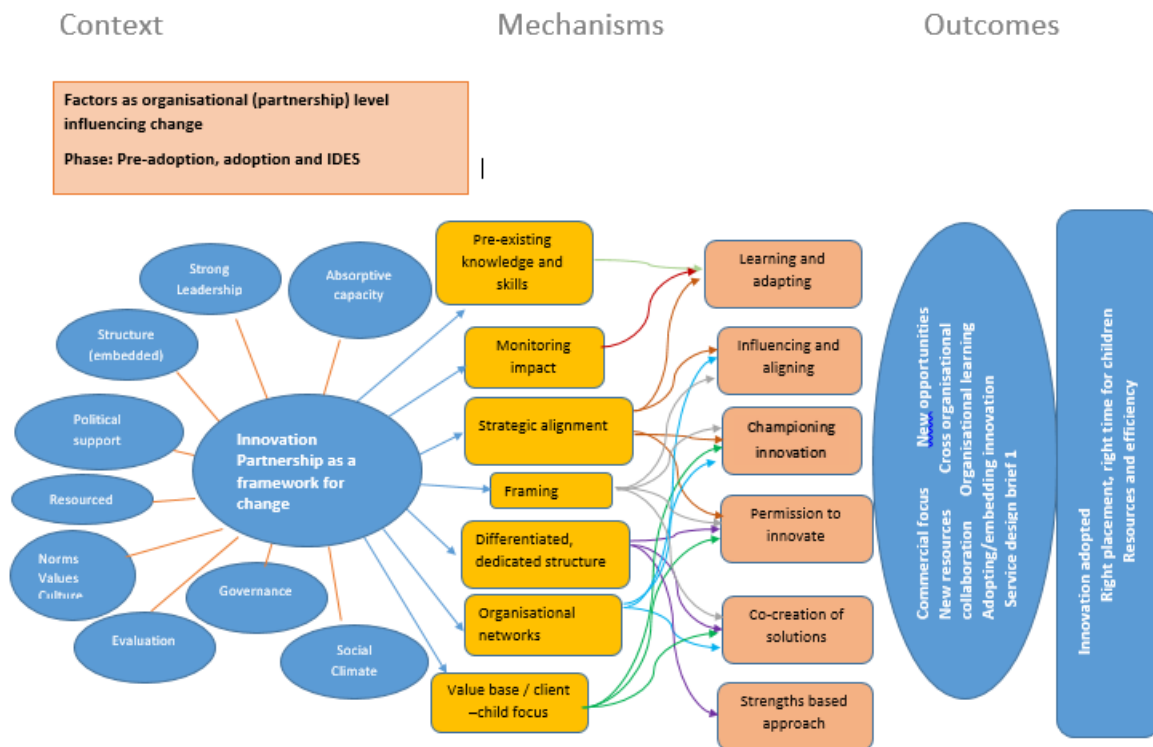 Context
Mechanisms
Outcomes
Factors as organisational (partnership) level
influencing change
Phase: Pre-adoption, adoption and IDES
Strong
Leadership
Absorptive
capacity
Structure
(embedded)
Political
support
Resourced
Norms
Values
Culture
Evaluation
Governance
Social
Climate
Innovation
Partnership as a
framework for
change
Pre-existing
knowledge and
skills
Monitoring
impact
Strategic alignment
Framing
Differentiated,
dedicated structure
Organisational
networks
Value base / client
–child focus
Learning and
adapting
Influencing and
aligning
Championing
innovation
Permission to
innovate
Co-creation of
solutions
Strengths based
approach
Commercial focus New opportunities
New resources Cross organisational
collaboration Organisational learning
Adopting/embedding innovation
Service design brief 1
Innovation adopted
Right placement, right time for children
Resources and efficiency